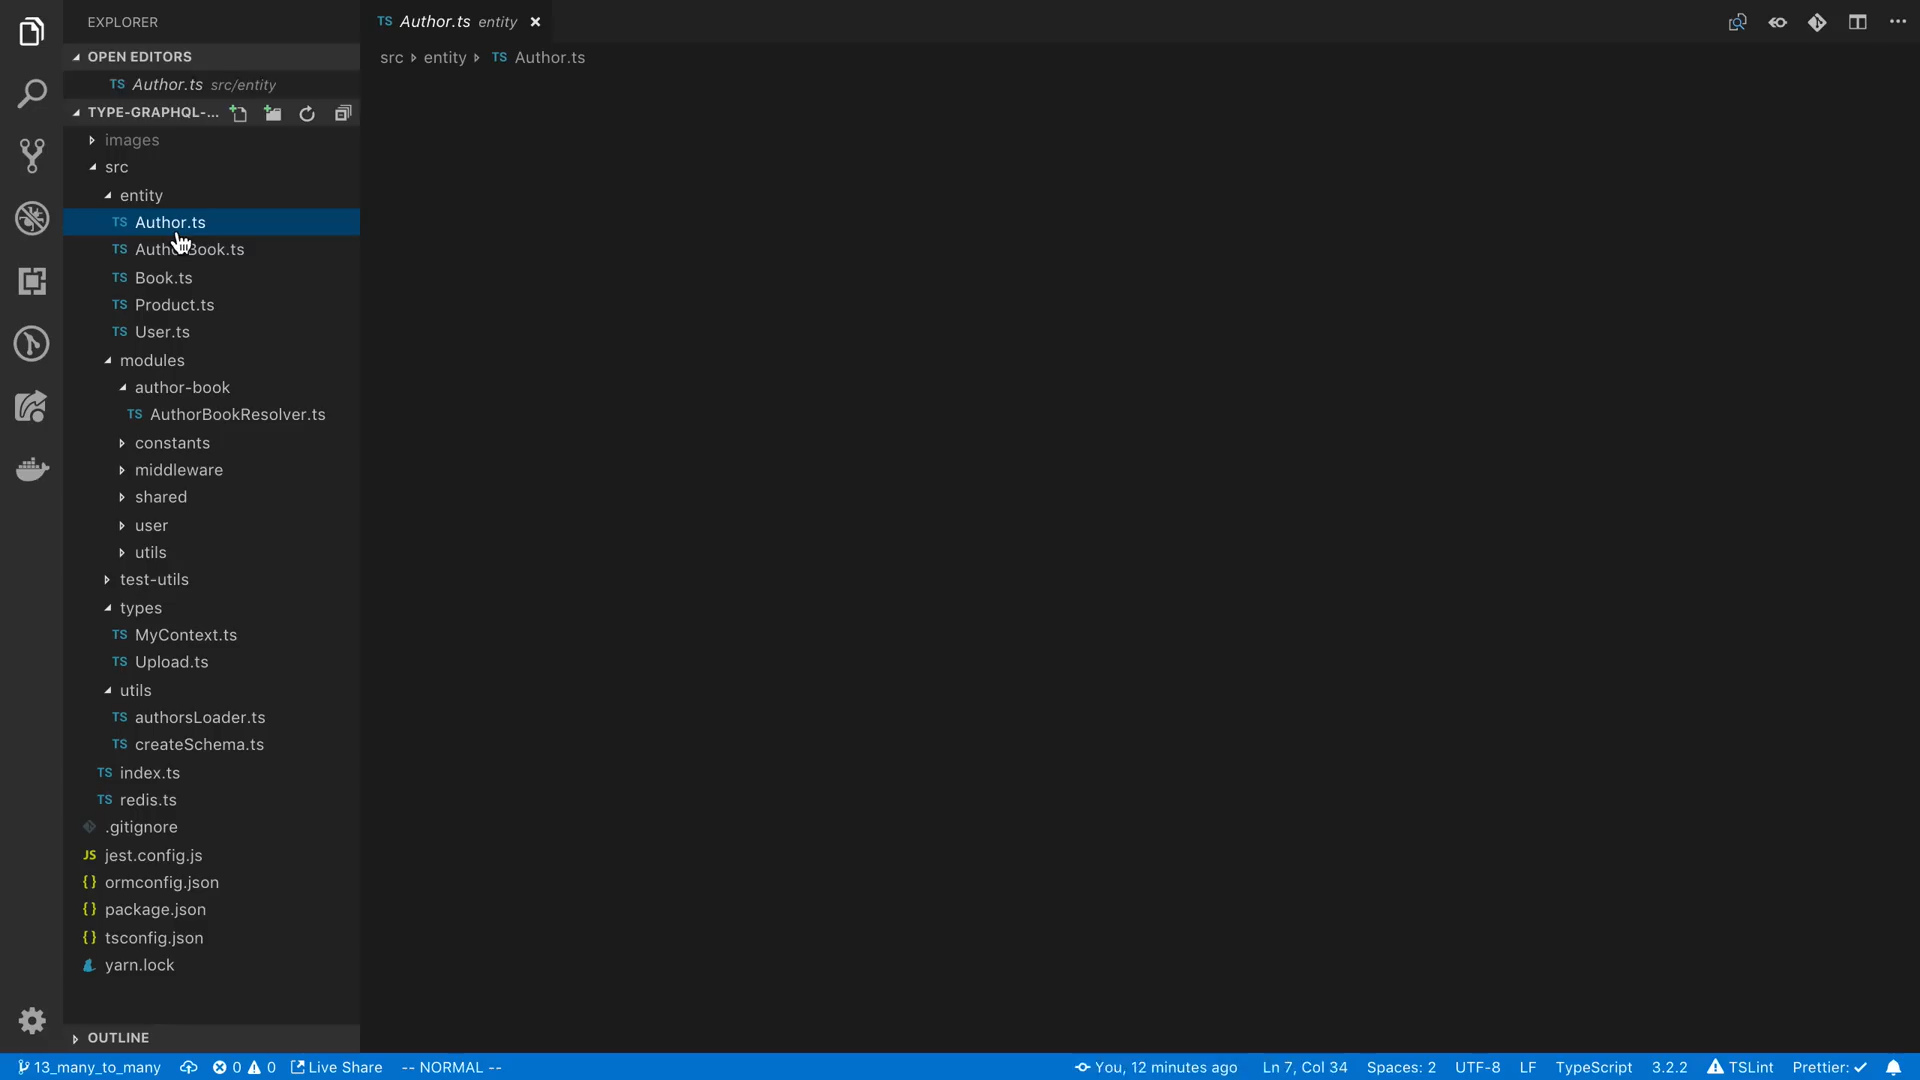 EXPLORER
OPEN EDITORS
TS Author.ts src/entity
TYPE-GRAPHQL-...
images
src
entity
TS Author.ts
TS AuthorBook.ts
TS Book.ts
TS Product.ts
TS User.ts
modules
author-book
TS AuthorBookResolver.ts
constants
middleware
shared
user
utils
test-utils
types
TS MyContext.ts
TS Upload.ts
utils
TS authorsLoader.ts
TS createSchema.ts
TS index.ts
TS redis.ts
.gitignore
JS jest.config.js
{} ormconfig.json
{} package.json
{} tsconfig.json
yarn.lock
OUTLINE
TS Author.ts entity
src entity TS Author.ts
13_many_to_many 0 0 Live Share -- NORMAL -- You, 12 minutes ago Ln 7, Col 34 Spaces: 2 UTF-8 LF TypeScript 3.2.2 TSLint Prettier: ✓